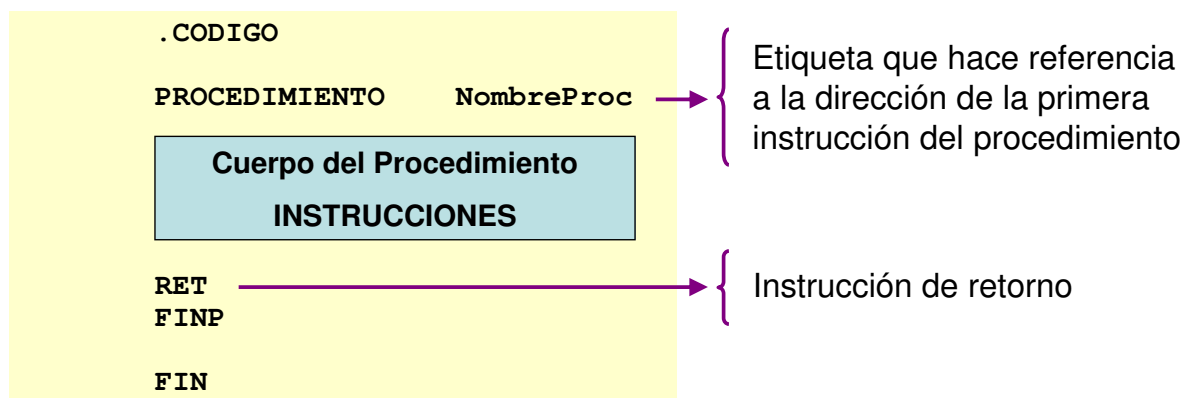 .CODIGO
PROCEDIMIENTO NombreProc
Etiqueta que hace referencia
a la dirección de la primera
instrucción del procedimiento
Cuerpo del Procedimiento
INSTRUCCIONES
RET
Instrucción de retorno
FINP
FIN